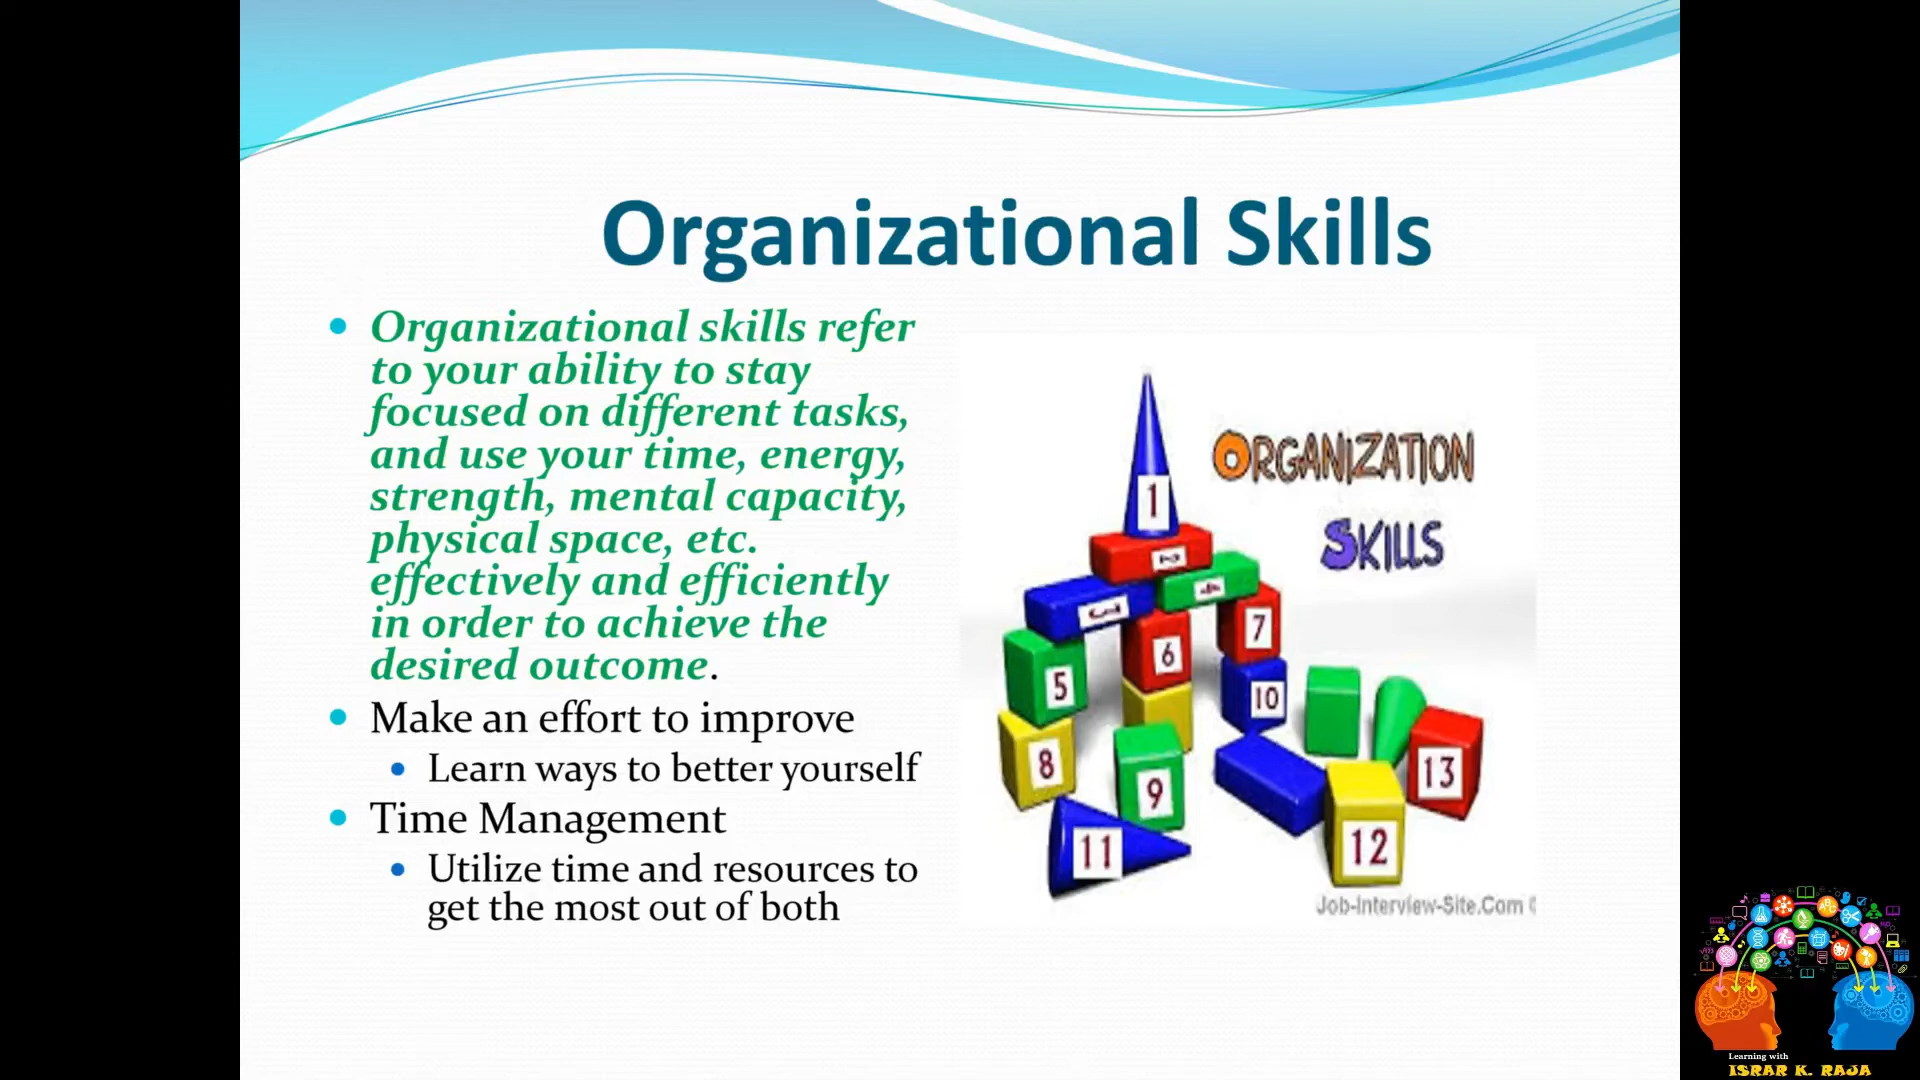 Organizational Skills
Organizational skills refer
to your ability to stay
focused on different tasks,
and use your time, energy,
strength, mental capacity,
physical space, etc.
effectively and efficiently
in order to achieve the
desired outcome.
Make an effort to improve
Learn ways to better yourself
Time Management
Utilize time and resources to
get the most out of both
ORGANIZATION
SKILLS
1
7
6
5
10
8
13
9
11
12
Job-Interview-Site.Com ©
Learning with
ISRAR K. RAJA